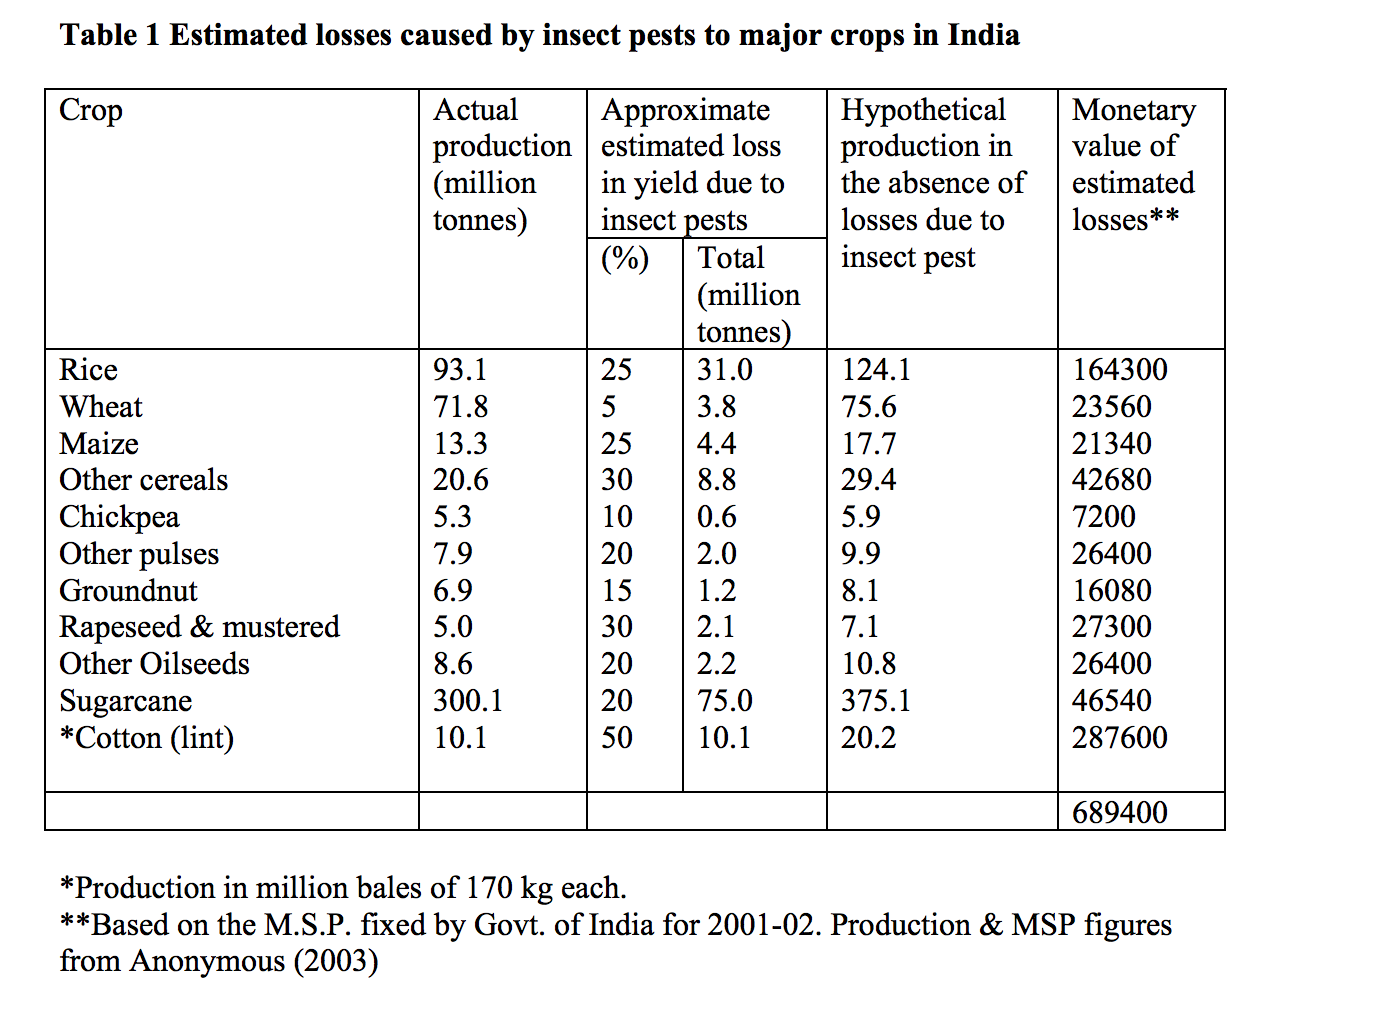 Table 1 Estimated losses caused by insect pests to major crops in India
Crop Actual production (million tonnes) Approximate estimated loss in yield due to insect pests Hypothetical production in the absence of losses due to insect pest Monetary value of estimated losses**
(%) Total (million tonnes)
Rice 93.1 25 31.0 124.1 164300
Wheat 71.8 5 3.8 75.6 23560
Maize 13.3 25 4.4 17.7 21340
Other cereals 20.6 30 8.8 29.4 42680
Chickpea 5.3 10 0.6 5.9 7200
Other pulses 7.9 20 2.0 9.9 26400
Groundnut 6.9 15 1.2 8.1 16080
Rapeseed & mustered 5.0 30 2.1 7.1 27300
Other Oilseeds 8.6 20 2.2 10.8 26400
Sugarcane 300.1 20 75.0 375.1 46540
*Cotton (lint) 10.1 50 10.1 20.2 287600
689400
*Production in million bales of 170 kg each.
**Based on the M.S.P. fixed by Govt. of India for 2001-02. Production & MSP figures
from Anonymous (2003)